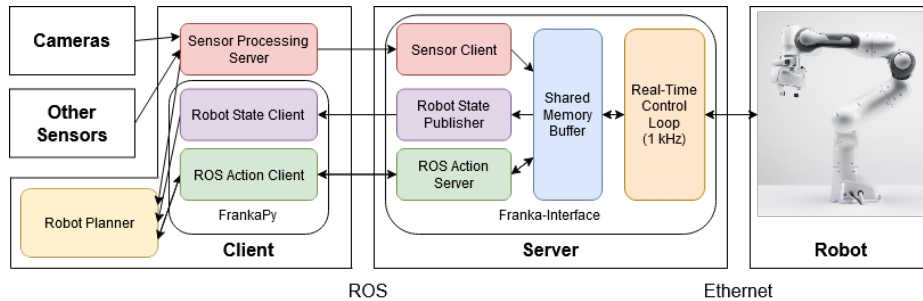 Cameras
Other
Sensors
Sensor Processing
Server
Robot State Client
ROS Action Client
FrankaPy
Robot Planner
Client
Sensor Client
Robot State
Publisher
ROS Action
Server
Shared
Memory
Buffer
Real-Time
Control
Loop
(1 kHz)
Franka-Interface
Server
Robot
ROS
Ethernet